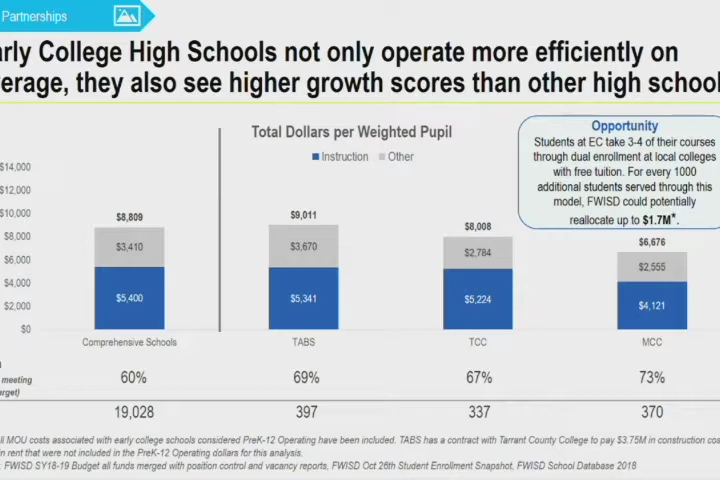 Partnerships
arly College High Schools not only operate more efficiently on
verage, they also see higher growth scores than other high school
Total Dollars per Weighted Pupil
Instruction Other
Opportunity
Students at EC take 3-4 of their courses
through dual enrollment at local colleges
with free tuition. For every 1000
additional students served through this
model, FWISD could potentially
reallocate up to $1.7M*.
$14,000
$12,000
$10,000
$8,000
$6,000
$4,000
$2,000
$0
$8,809
$3,410
$5,400
$9,011
$3,670
$5,341
$8,008
$2,784
$5,224
$6,676
$2,555
$4,121
Comprehensive Schools TABS TCC MCC
meeting
rget)
60% 69% 67% 73%
19,028 397 337 370
ll MOU costs associated with early college schools considered PreK-12 Operating have been included. TABS has a contract with Tarrant County College to pay $3.75M in construction cos
in rent that were not included in the PreK-12 Operating dollars for this analysis.
: FWISD SY18-19 Budget all funds merged with position control and vacancy reports, FWISD Oct 26th Student Enrollment Snapshot, FWISD School Database 2018